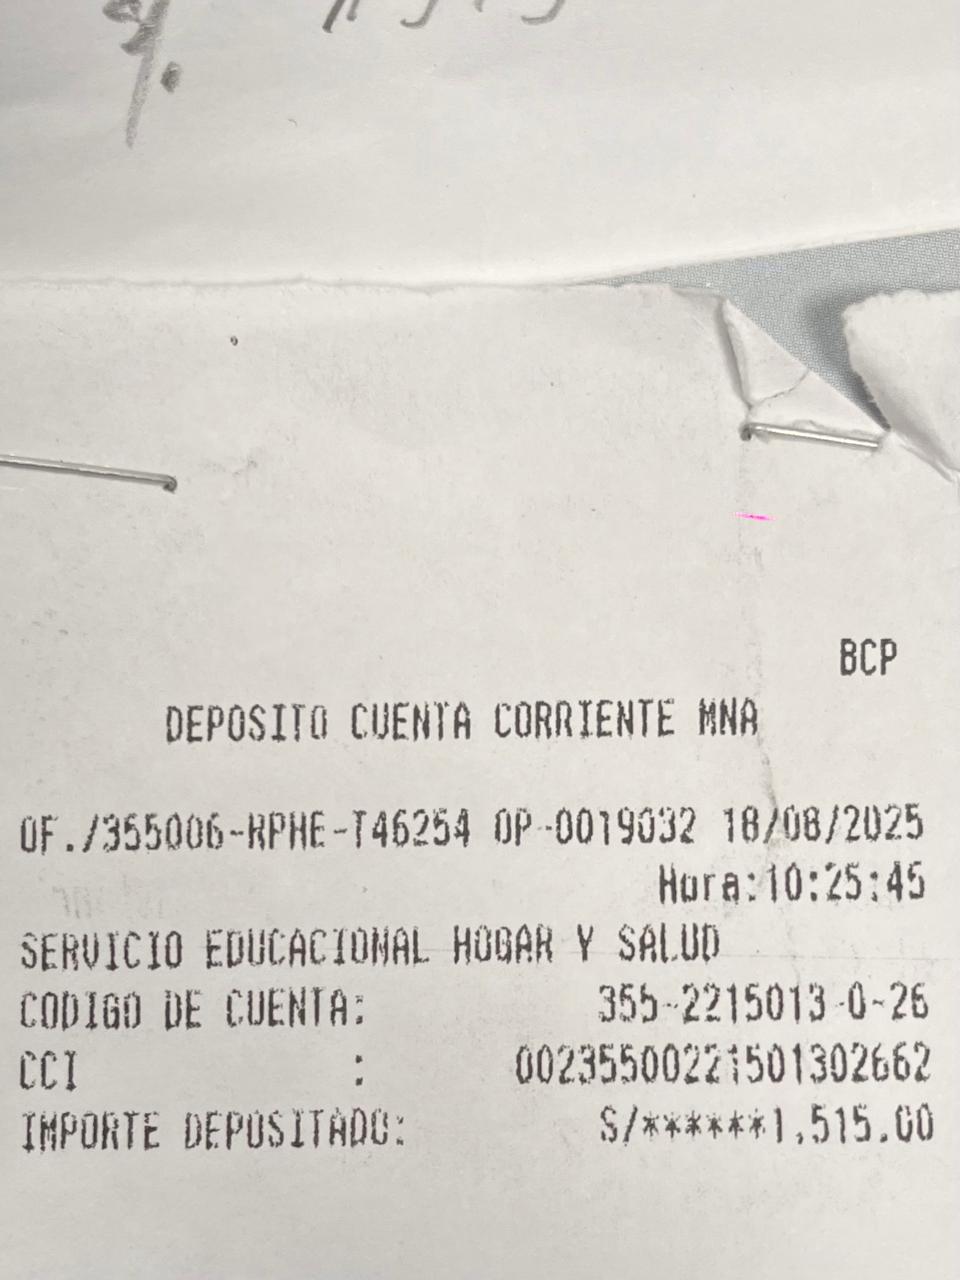 BCP
DEPOSITO CUENTA CORRIENTE MNA
OF./355006-RPHE-T46254 OP-0019032 18/08/2025
Hora:10:25:45
SERVICIO EDUCACIONAL HOGAR Y SALUD
CODIGO DE CUENTA: 355-2215013-0-26
CCI : 00235500221501302662
IMPORTE DEPOSITADO: S/******1,515.00